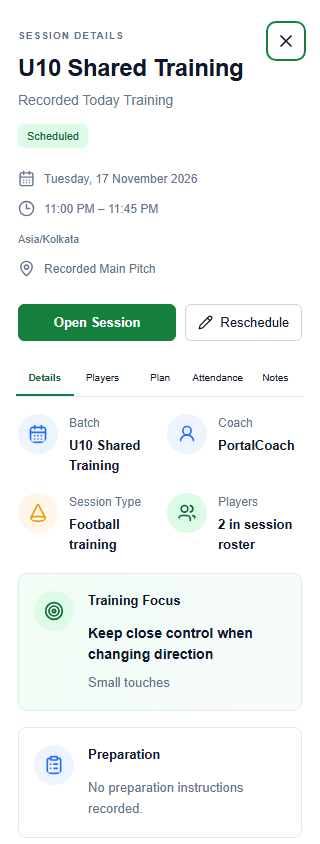 SESSION DETAILS
U10 Shared Training
Recorded Today Training
Scheduled
Tuesday, 17 November 2026
11:00 PM – 11:45 PM
Asia/Kolkata
Recorded Main Pitch
Open Session
Reschedule
Details Players Plan Attendance Notes
Batch
U10 Shared
Training
Coach
PortalCoach
Session Type
Football
training
Players
2 in session
roster
Training Focus
Keep close control when
changing direction
Small touches
Preparation
No preparation instructions
recorded.